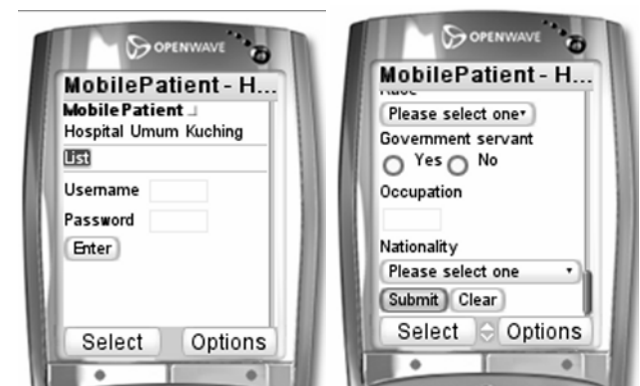 OPENWAVE
MobilePatient - H...
MobilePatient
Hospital Umum Kuching
List
Username
Password
Enter
Select Options
OPENWAVE
MobilePatient - H...
Please select one
Government servant
Yes No
Occupation
Nationality
Please select one
Submit Clear
Select Options